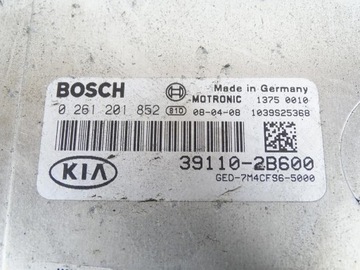 BOSCH
Made in Germany
MOTRONIC 1375 0010
0 261 201 852 B10 08-04-08 1039S25368
KIA 39110-2B600
GED-7M4CFS6-5000